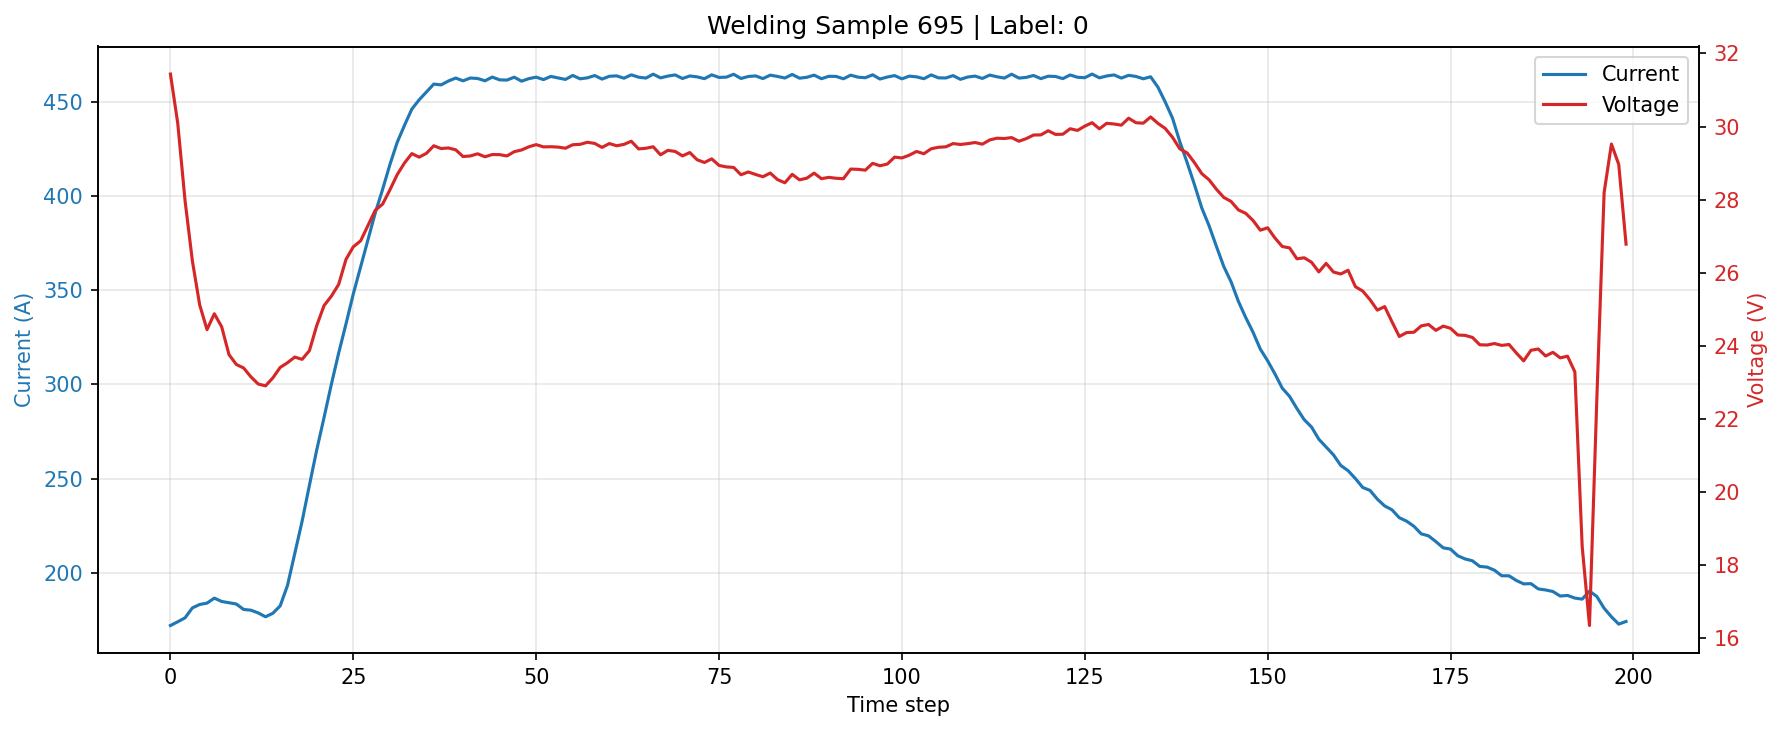 Welding Sample 695 | Label: 0
Current (A)
450
400
350
300
250
200
Current
Voltage
32
30
28
26
24
22
20
18
16
Voltage (V)
0 25 50 75 100 125 150 175 200
Time step